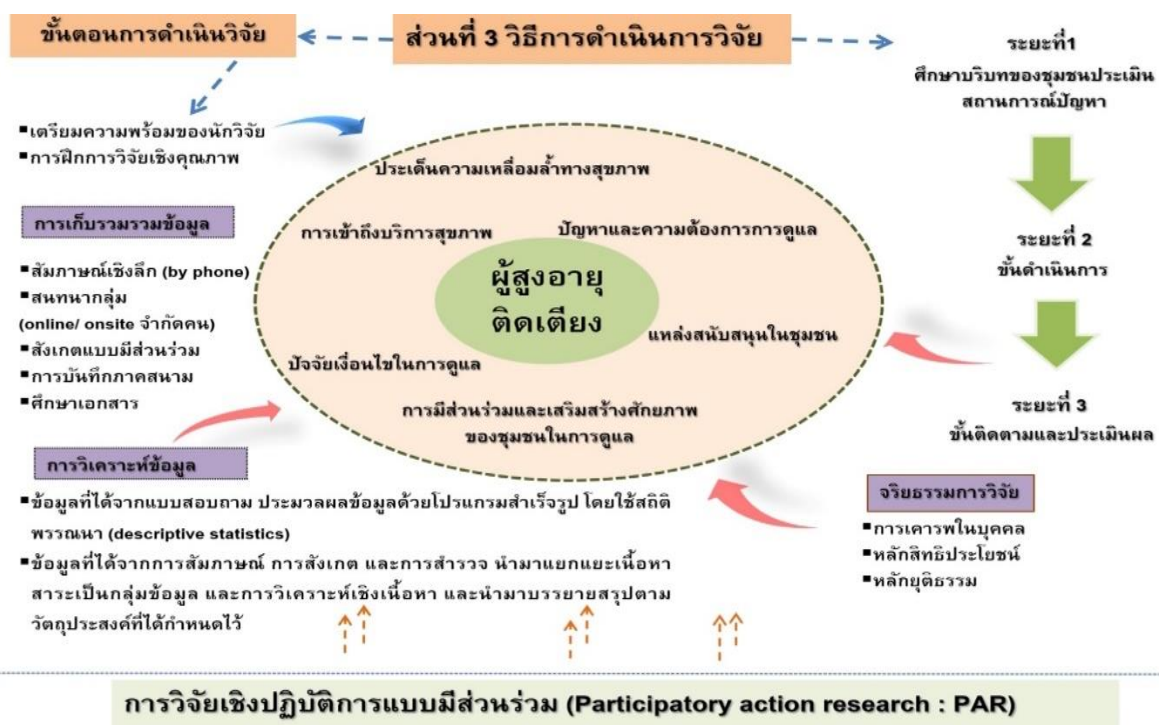 ขั้นตอนการดำเนินวิจัย
ส่วนที่ 3 วิธีการดำเนินการวิจัย
ระยะที่1
ศึกษาบริบทของชุมชนประเมิน
สถานการณ์ปัญหา
▪เตรียมความพร้อมของนักวิจัย
▪การฝึกการวิจัยเชิงคุณภาพ
ประเด็นความเหลื่อมล้ำทางสุขภาพ
การเข้าถึงบริการสุขภาพ
ปัญหาและความต้องการการดูแล
ผู้สูงอายุ
ติดเตียง
แหล่งสนับสนุนในชุมชน
ปัจจัยเงื่อนไขในการดูแล
การมีส่วนร่วมและเสริมสร้างศักยภาพ
ของชุมชนในการดูแล
การเก็บรวมรวมข้อมูล
▪สัมภาษณ์เชิงลึก (by phone)
▪สนทนากลุ่ม
(online/ onsite จำกัดคน)
▪สังเกตแบบมีส่วนร่วม
▪การบันทึกภาคสนาม
▪ศึกษาเอกสาร
ระยะที่ 2
ขั้นดำเนินการ
ระยะที่ 3
ขั้นติดตามและประเมินผล
การวิเคราะห์ข้อมูล
▪ข้อมูลที่ได้จากแบบสอบถาม ประมวลผลข้อมูลด้วยโปรแกรมสำเร็จรูป โดยใช้สถิติ
พรรณนา (descriptive statistics)
▪ข้อมูลที่ได้จากการสัมภาษณ์ การสังเกต และการสำรวจ นำมาแยกแยะเนื้อหา
สาระเป็นกลุ่มข้อมูล และการวิเคราะห์เชิงเนื้อหา และนำมาบรรยายสรุปตาม
วัตถุประสงค์ที่ได้กำหนดไว้
จริยธรรมการวิจัย
▪การเคารพในบุคคล
▪หลักสิทธิประโยชน์
▪หลักยุติธรรม
การวิจัยเชิงปฏิบัติการแบบมีส่วนร่วม (Participatory action research : PAR)